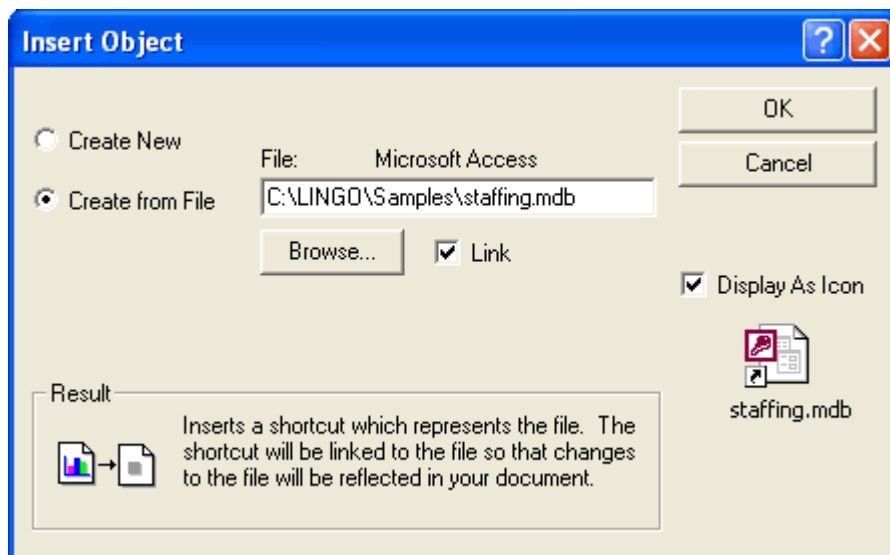 Insert Object
OK
Create New
File: Microsoft Access
Cancel
Create from File
C:\LINGO\Samples\staffing.mdb
Browse...
Link
Display As Icon
staffing.mdb
Result
Inserts a shortcut which represents the file. The
shortcut will be linked to the file so that changes
to the file will be reflected in your document.